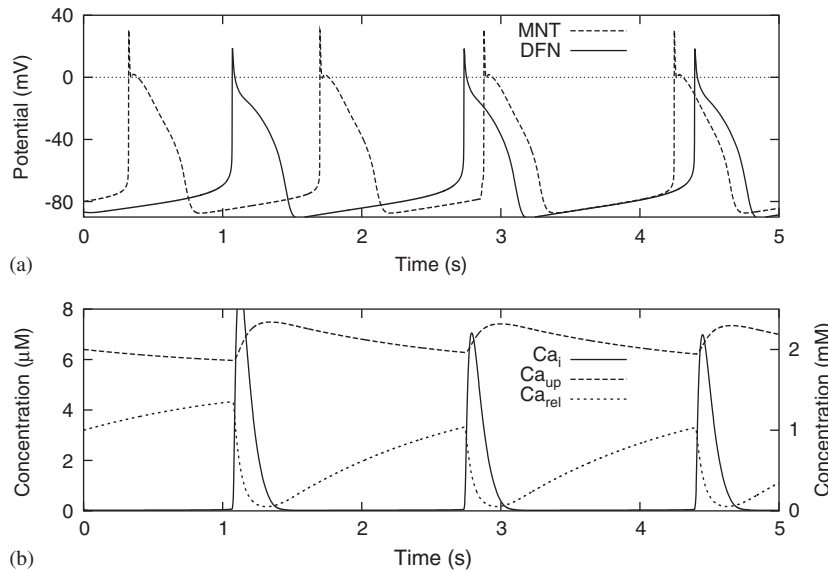 40
0
-40
-80
Potential (mV)
MNT
DFN
0 1 2 3 4 5
Time (s)
(a)
8
6
4
2
0
Concentration (μM)
Ca_i
Ca_up
Ca_rel
2
1
0
Concentration (mM)
0 1 2 3 4 5
Time (s)
(b)